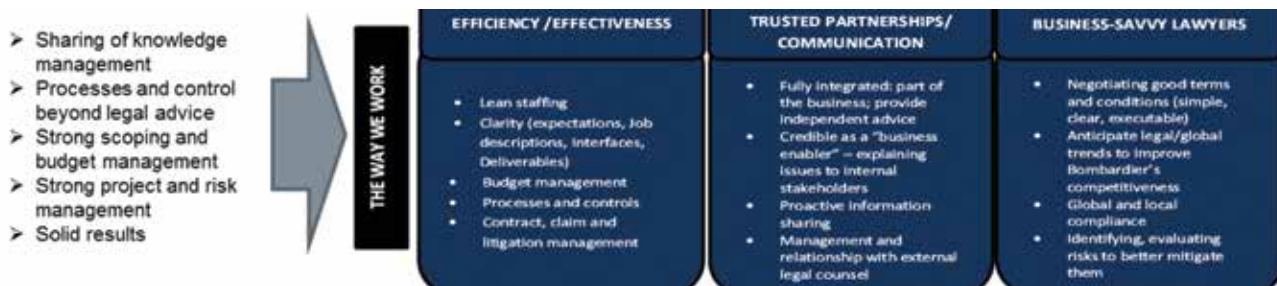 ➢ Sharing of knowledge
management
➢ Processes and control
beyond legal advice
➢ Strong scoping and
budget management
➢ Strong project and risk
management
➢ Solid results
THE WAY WE WORK
EFFICIENCY/EFFECTIVENESS
• Lean staffing
• Clarity (expectations, Job
descriptions, Interfaces,
Deliverables)
• Budget management
• Processes and controls
• Contract, claim and
litigation management
TRUSTED PARTNERSHIPS/
COMMUNICATION
• Fully integrated: part of
the business; provide
independent advice
• Credible as a "business
enabler" – explaining
issues to internal
stakeholders
• Proactive information
sharing
• Management and
relationship with external
legal counsel
BUSINESS-SAVVY LAWYERS
• Negotiating good terms
and conditions (simple,
clear, executable)
• Anticipate legal/global
trends to improve
Bombardier's
competitiveness
• Global and local
compliance
• Identifying, evaluating
risks to better mitigate
them